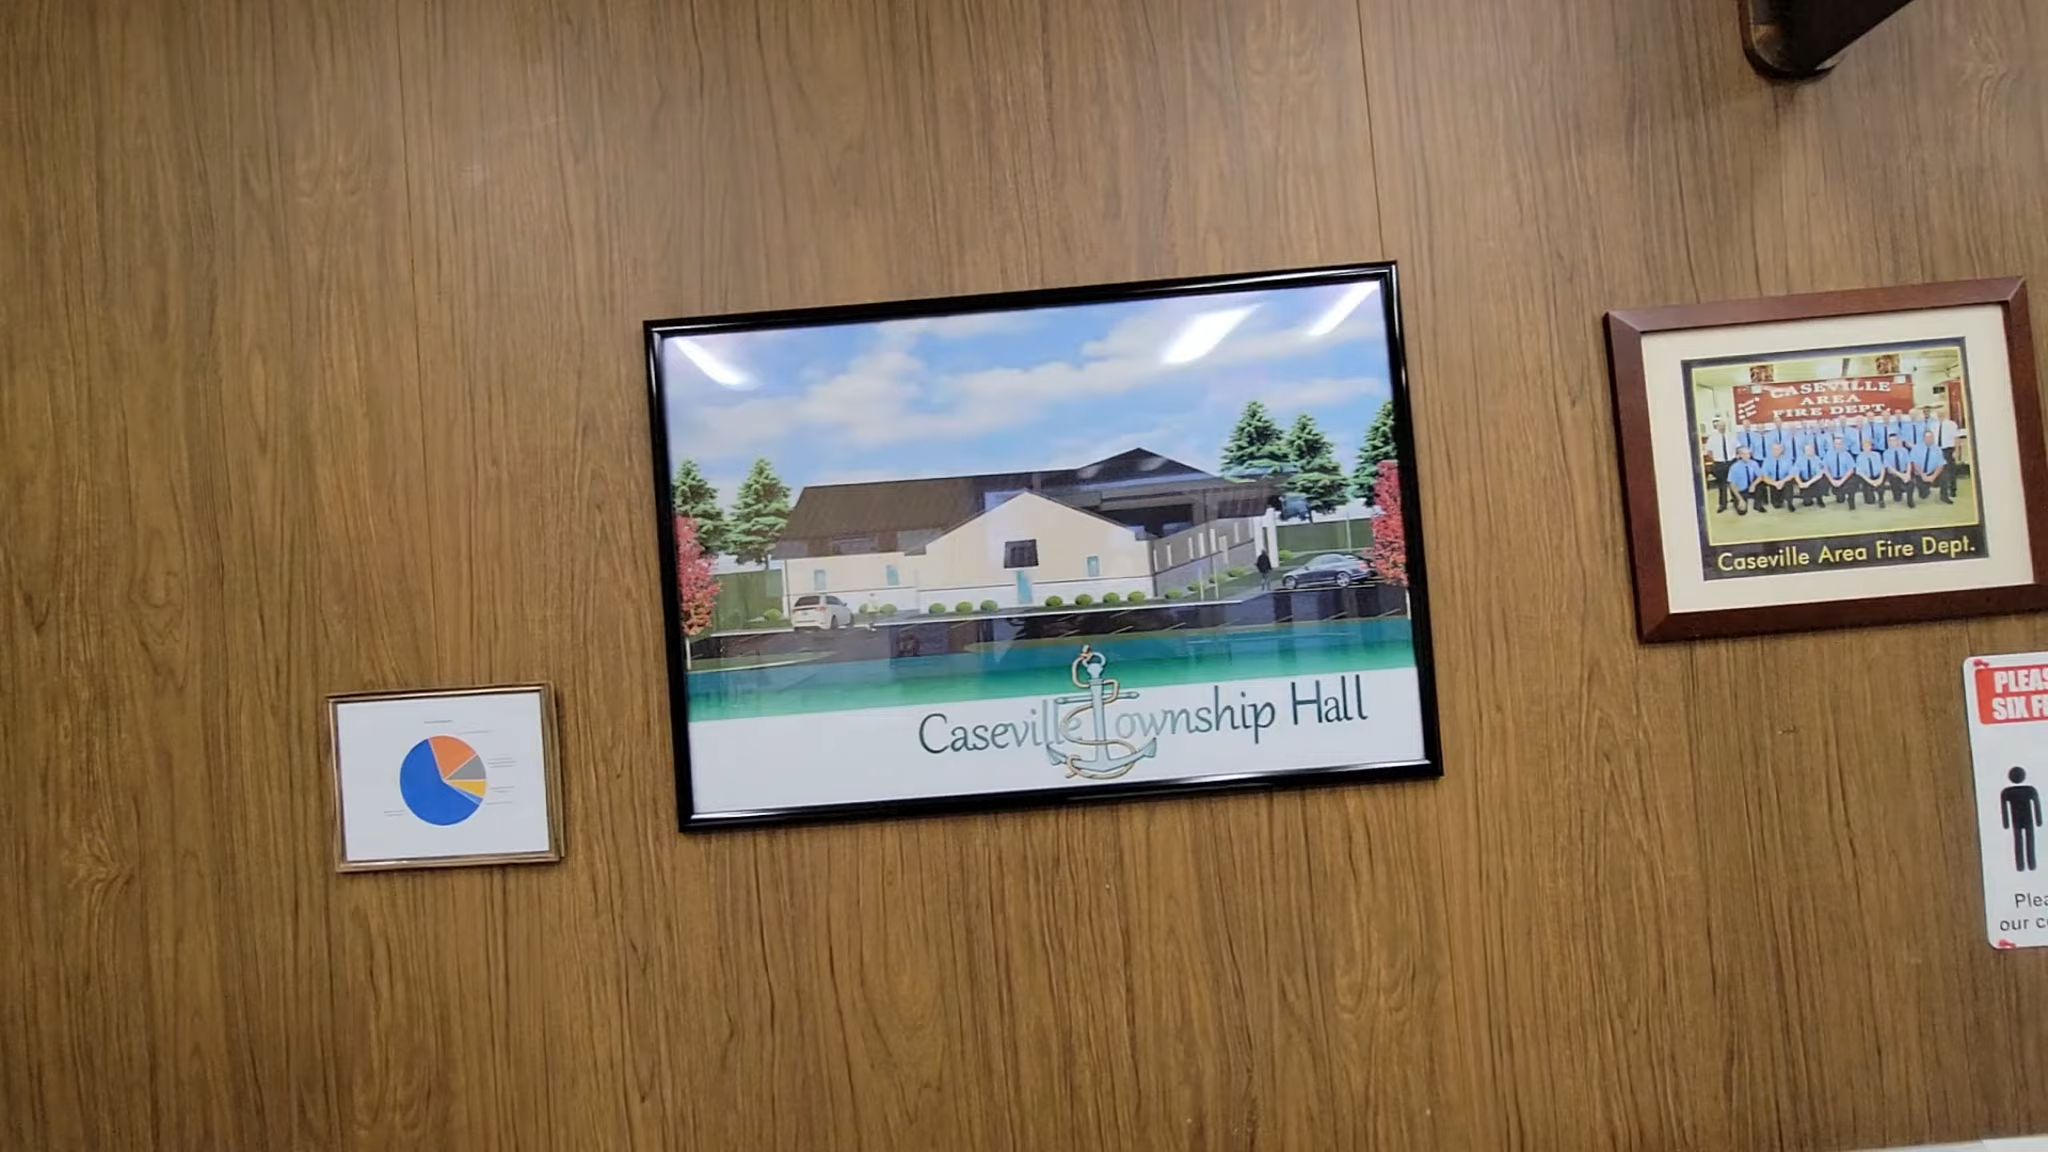 Caseville Township Hall
CASEVILLE
AREA
FIRE DEPT.
Caseville Area Fire Dept.
PLEAS
SIX F
Plea
our c